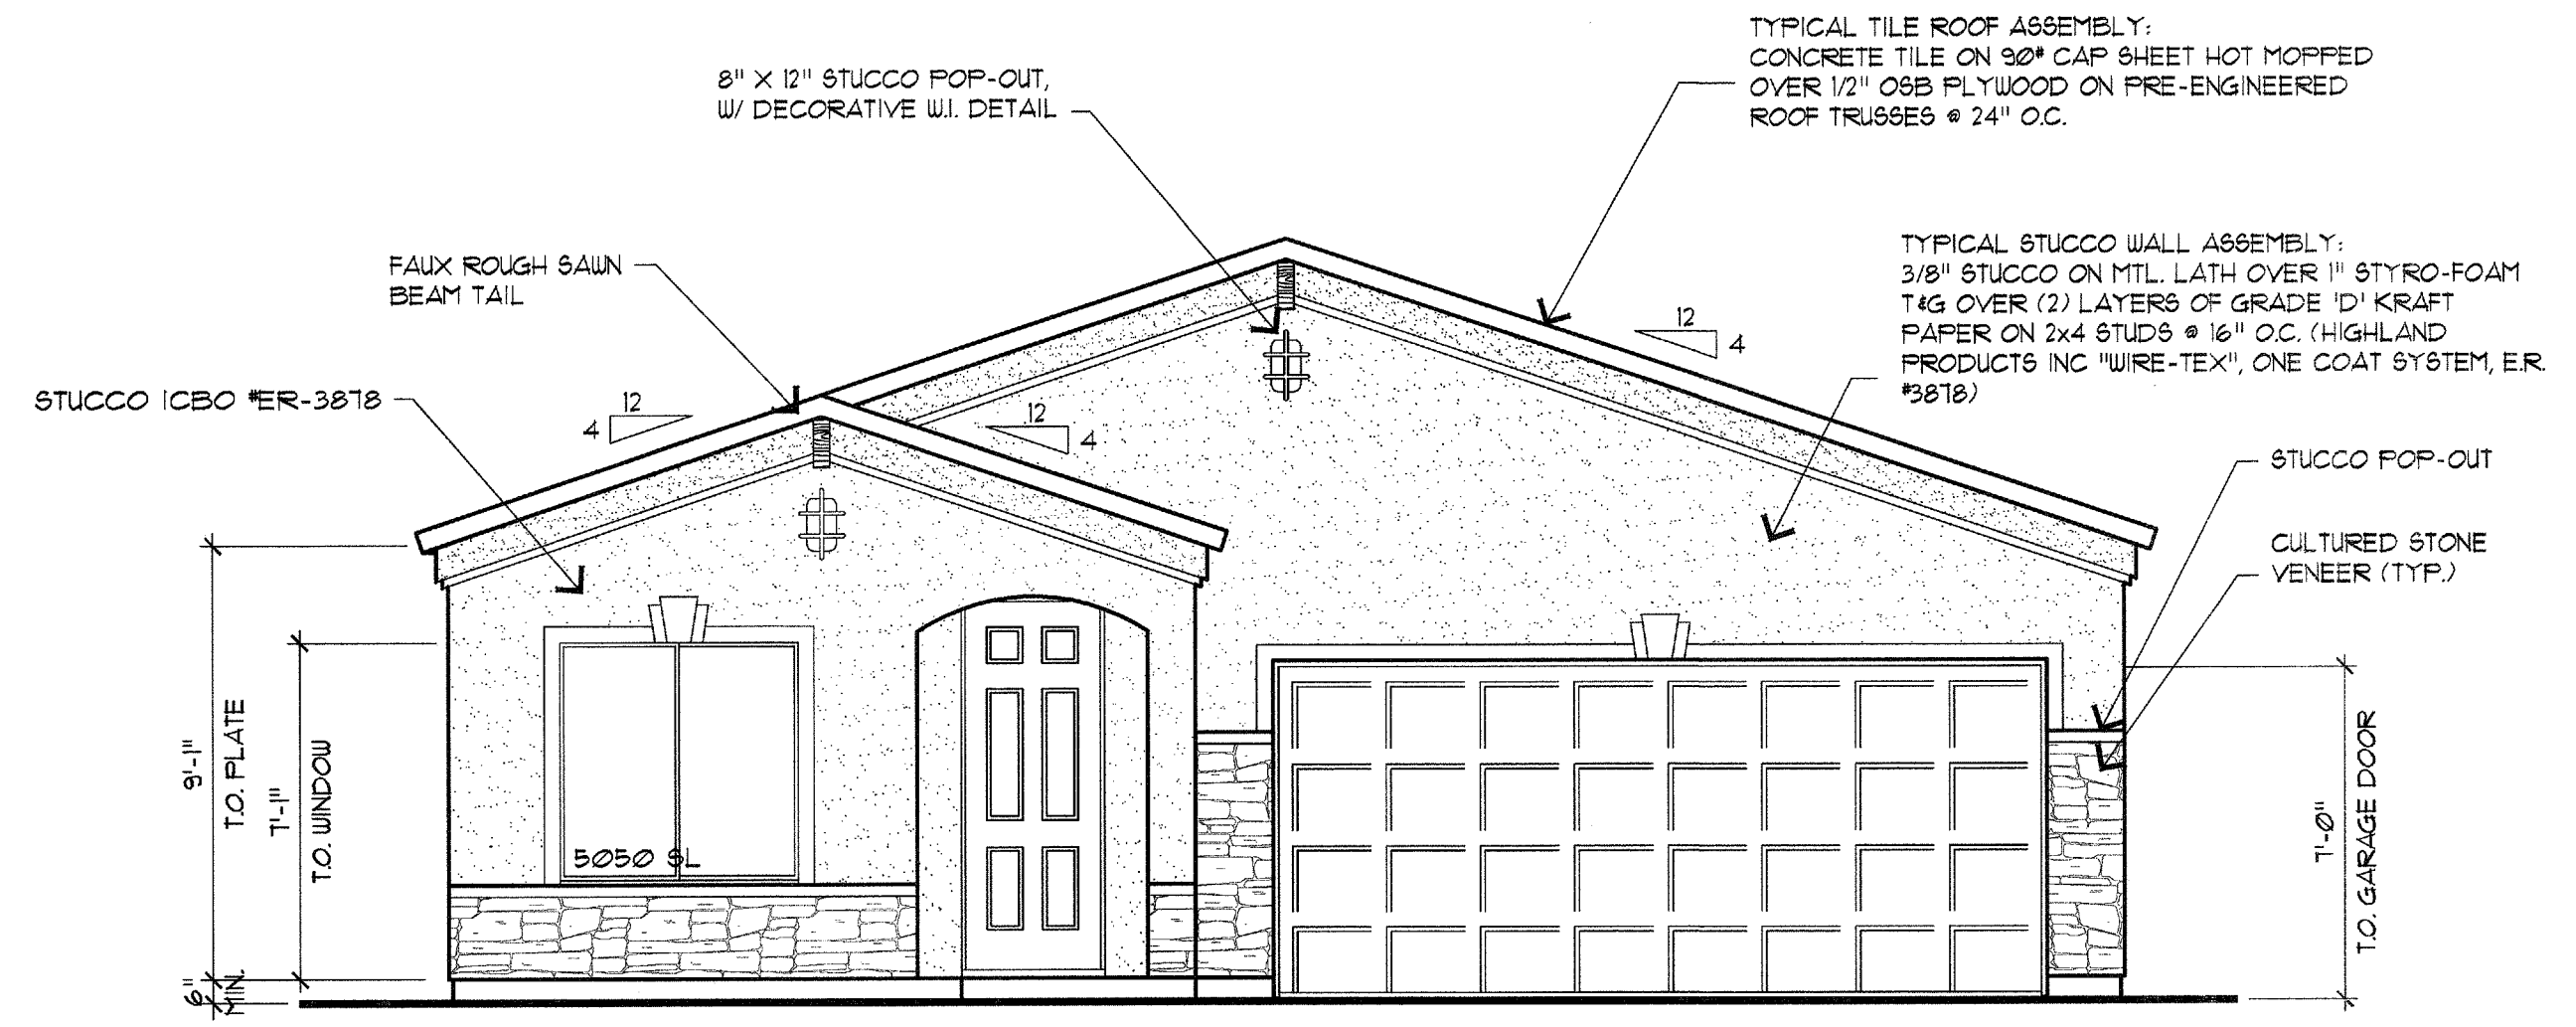 TYPICAL TILE ROOF ASSEMBLY:
CONCRETE TILE ON 90# CAP SHEET HOT MOPPED
OVER 1/2" OSB PLYWOOD ON PRE-ENGINEERED
ROOF TRUSSES @ 24" O.C.
8" X 12" STUCCO POP-OUT,
W/ DECORATIVE W.I. DETAIL
FAUX ROUGH SAWN
BEAM TAIL
TYPICAL STUCCO WALL ASSEMBLY:
3/8" STUCCO ON MTL. LATH OVER 1" STYRO-FOAM
T&G OVER (2) LAYERS OF GRADE 'D' KRAFT
PAPER ON 2x4 STUDS @ 16" O.C. (HIGHLAND
PRODUCTS INC "WIRE-TEX", ONE COAT SYSTEM, E.R.
#3878)
12
4
STUCCO ICBO #ER-3878
12
4
12
4
STUCCO POP-OUT
CULTURED STONE
VENEER (TYP.)
9'-1"
T.O. PLATE
7'-1"
T.O. WINDOW
6"
MIN.
5050 SL
7'-0"
T.O. GARAGE DOOR